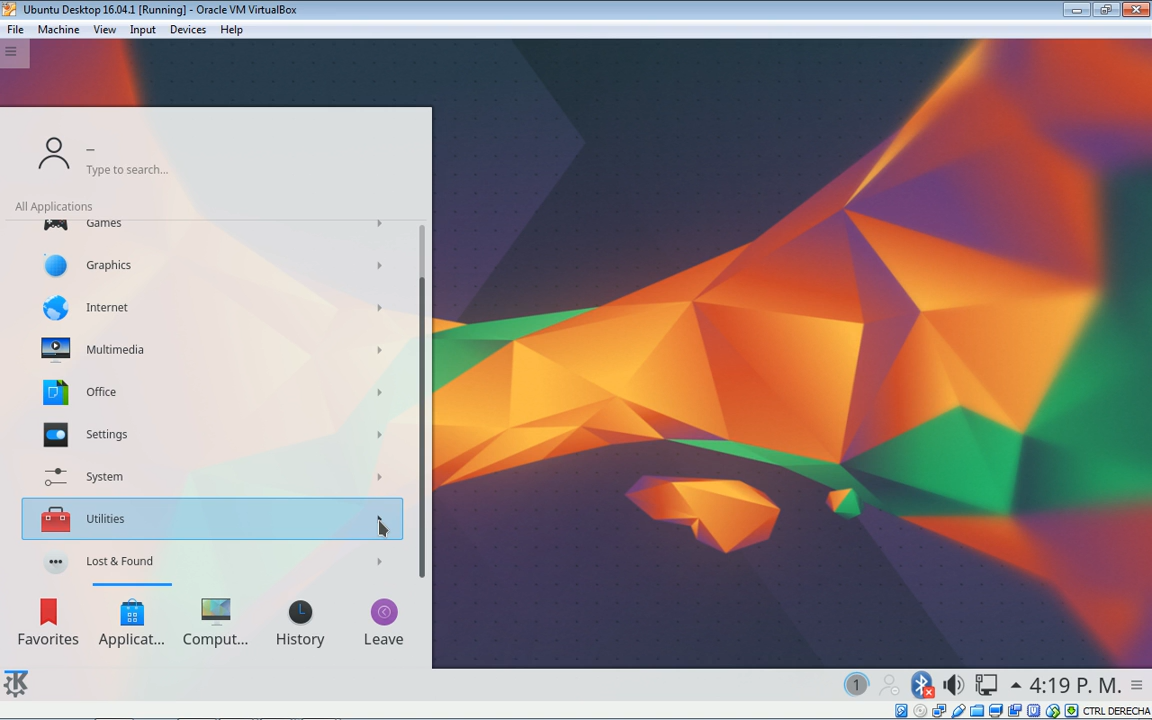 Ubuntu Desktop 16.04.1 [Running] - Oracle VM VirtualBox
File Machine View Input Devices Help
Type to search...
All Applications
Games
Graphics
Internet
Multimedia
Office
Settings
System
Utilities
Lost & Found
Favorites Applicat... Comput... History Leave
1 4:19 P. M.
CTRL DERECHA